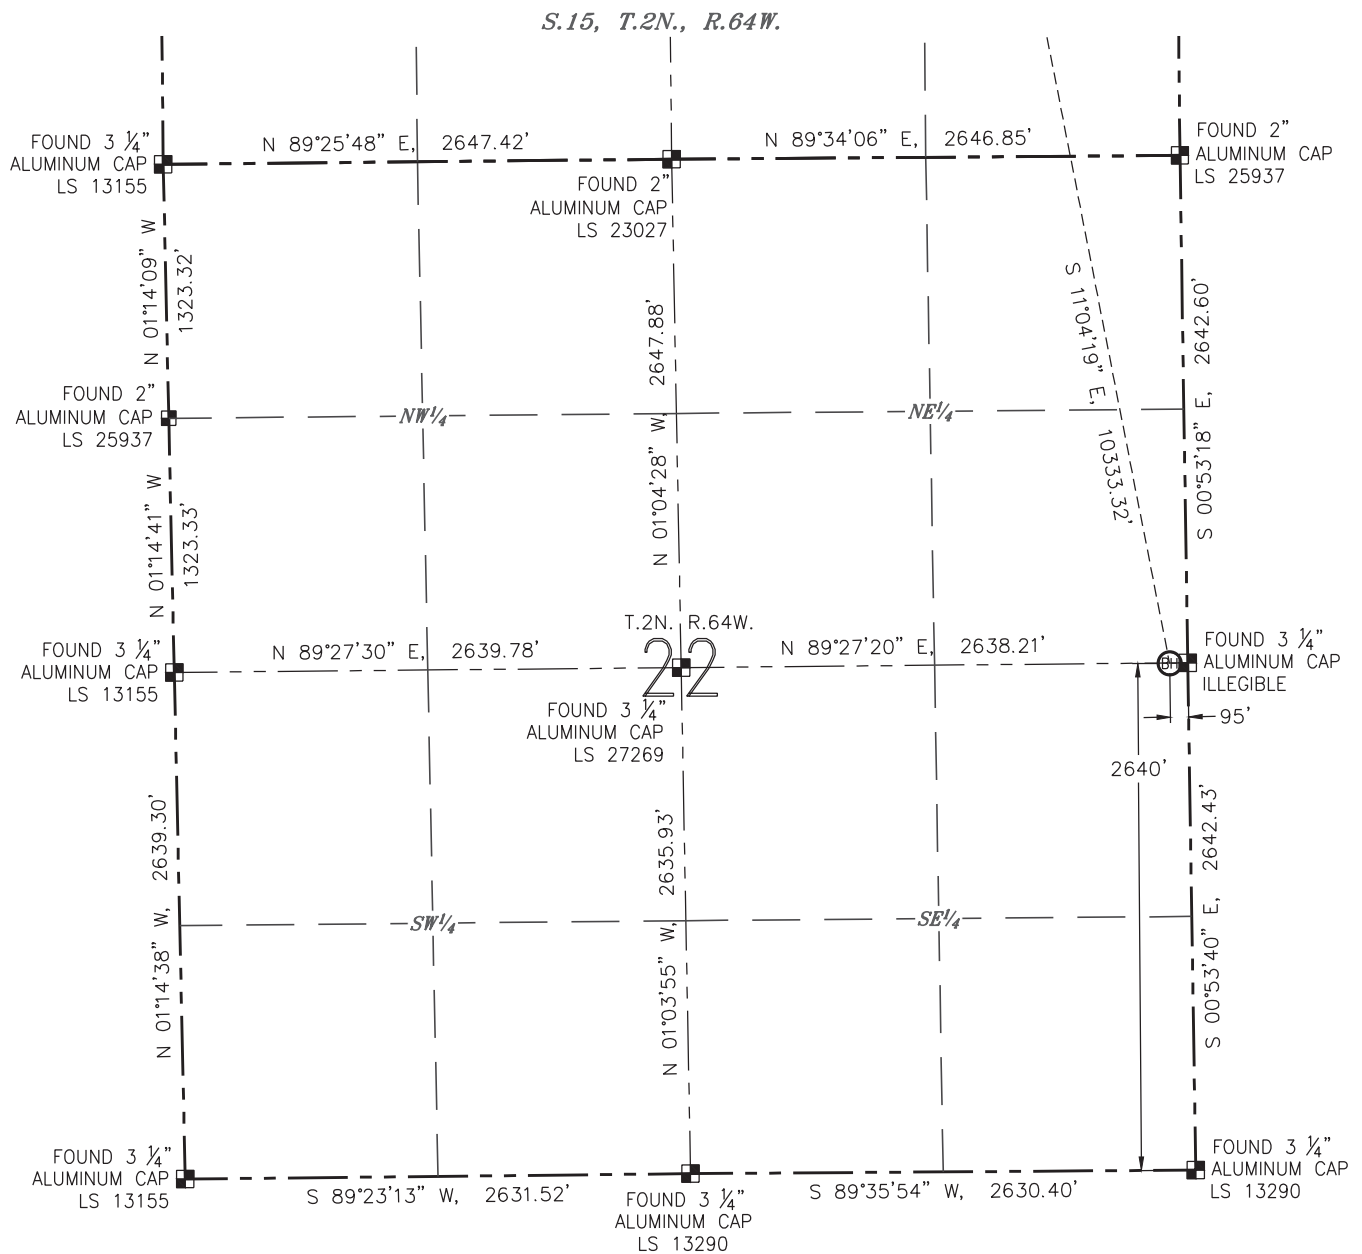 S.15, T.2N., R.64W.
FOUND 3 ¼"
ALUMINUM CAP
LS 13155
N 89°25'48" E, 2647.42'
N 89°34'06" E, 2646.85'
FOUND 2"
ALUMINUM CAP
LS 25937
FOUND 2"
ALUMINUM CAP
LS 23027
N 01°14'09" W
1323.32'
N 01°04'28" W, 2647.88'
S 11°04'19" E, 10333.32'
S 00°53'18" E, 2642.60'
FOUND 2"
ALUMINUM CAP
LS 25937
NW¼
NE¼
N 01°14'41" W
1323.33'
T.2N. R.64W.
22
FOUND 3 ¼"
ALUMINUM CAP
LS 13155
N 89°27'30" E, 2639.78'
N 89°27'20" E, 2638.21'
BH
FOUND 3 ¼"
ALUMINUM CAP
ILLEGIBLE
FOUND 3 ¼"
ALUMINUM CAP
LS 27269
95'
2640'
N 01°14'38" W, 2639.30'
N 01°03'55" W, 2635.93'
S 00°53'40" E, 2642.43'
SW¼
SE¼
FOUND 3 ¼"
ALUMINUM CAP
LS 13155
S 89°23'13" W, 2631.52'
FOUND 3 ¼"
ALUMINUM CAP
LS 13290
S 89°35'54" W, 2630.40'
FOUND 3 ¼"
ALUMINUM CAP
LS 13290